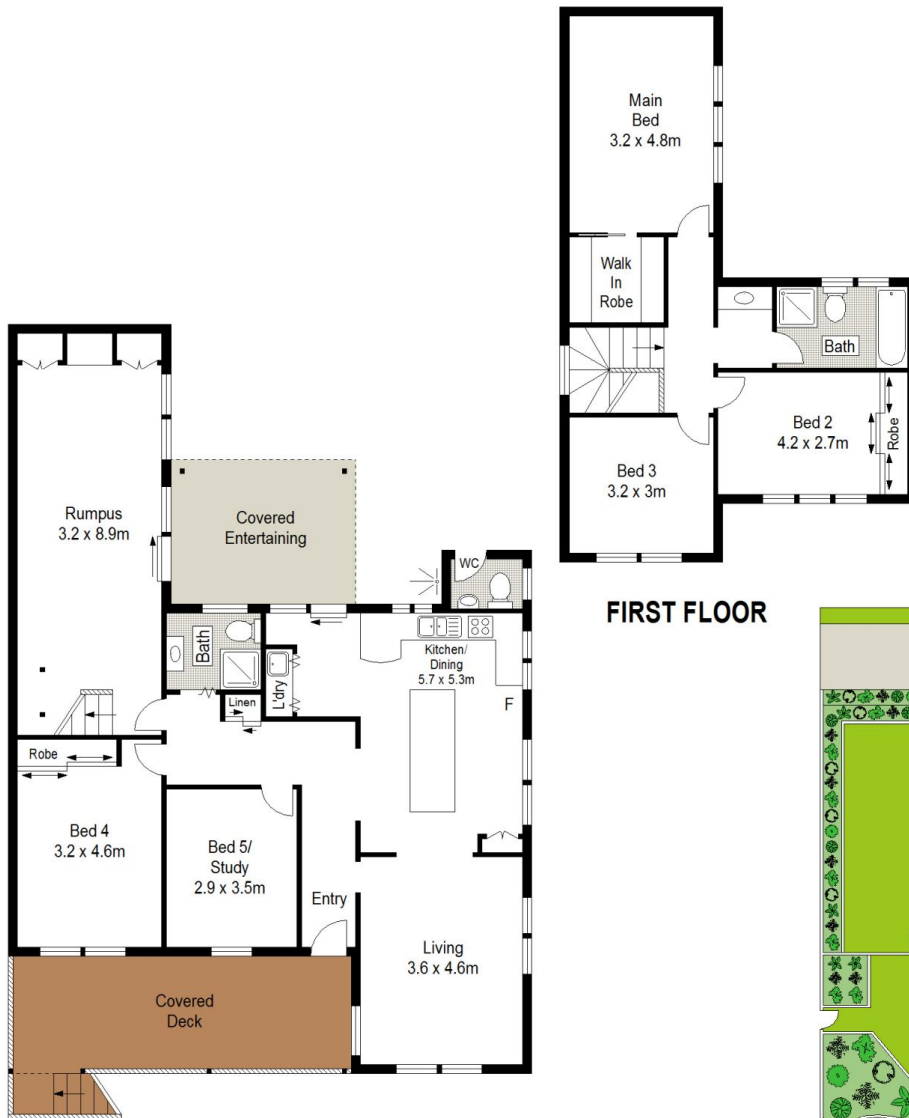 Main
Bed
3.2 x 4.8m
Walk
In
Robe
Bath
Bed 2
4.2 x 2.7m
Robe
Bed 3
3.2 x 3m
FIRST FLOOR
Rumpus
3.2 x 8.9m
Covered
Entertaining
WC
Bath
L'dry
Linen
Kitchen/
Dining
5.7 x 5.3m
F
Robe
Bed 4
3.2 x 4.6m
Bed 5/
Study
2.9 x 3.5m
Entry
Living
3.6 x 4.6m
Covered
Deck